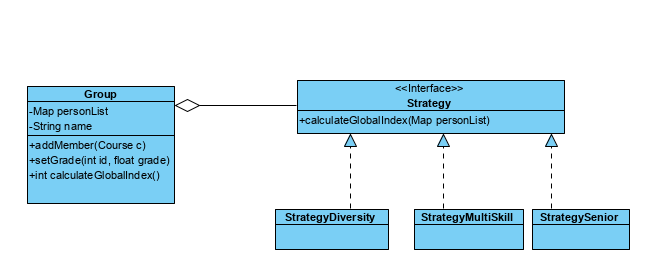 Group
-Map personList
-String name
+addMember(Course c)
+setGrade(int id, float grade)
+int calculateGlobalIndex()
<<Interface>>
Strategy
+calculateGlobalIndex(Map personList)
StrategyDiversity
StrategyMultiSkill
StrategySenior